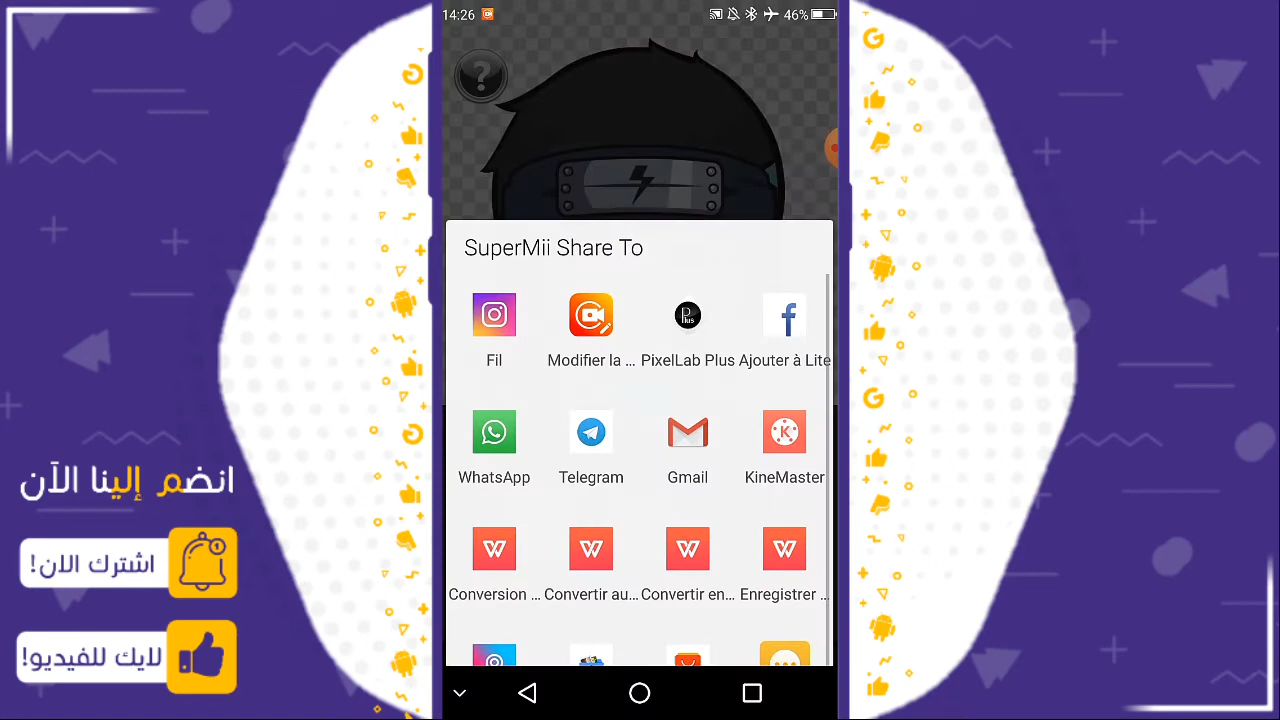 14:26
46%
?
SuperMii Share To
Fil
Modifier la ...
Plus
PixelLab Plus
Ajouter à Lite
WhatsApp
Telegram
Gmail
KineMaster
Conversion ...
Convertir au...
Convertir en...
Enregistrer ...
انضم إلينا الآن
اشترك الان!
لايك للفيديو!